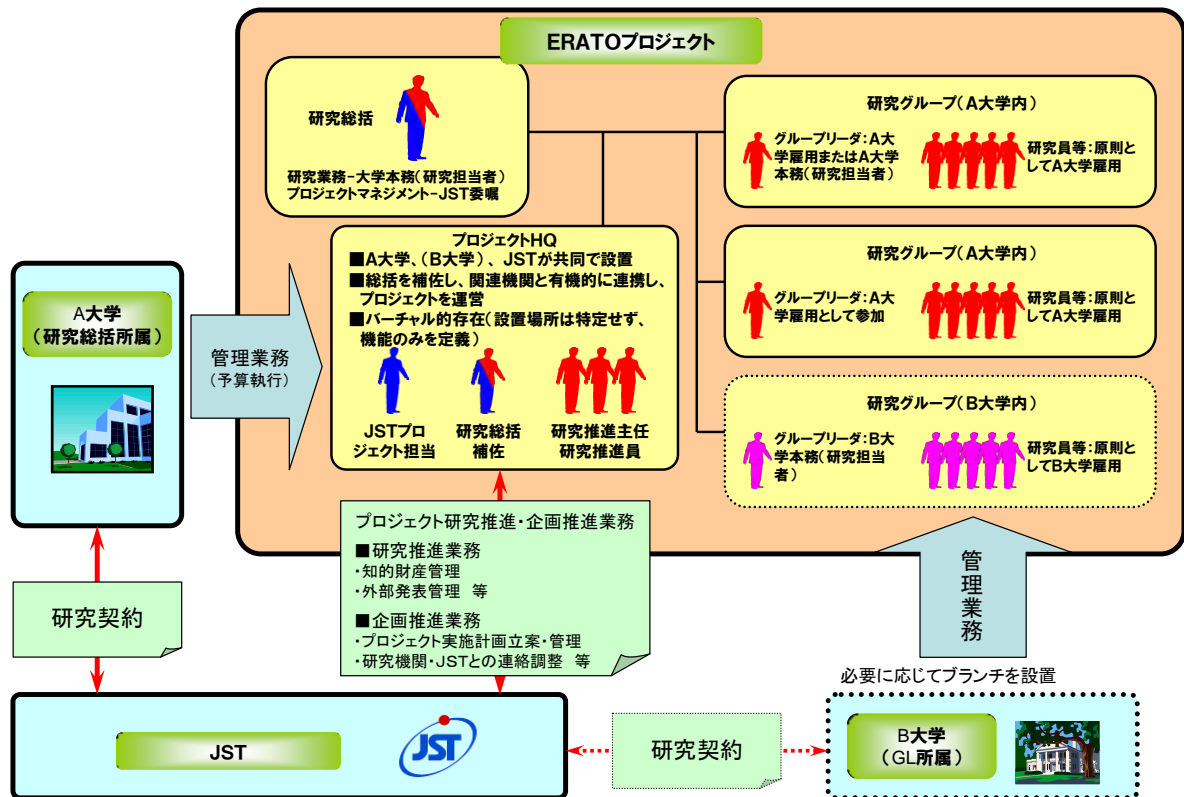 ERATOプロジェクト
研究総括
研究業務-大学本務(研究担当者)
プロジェクトマネジメント-JST委嘱
研究グループ(A大学内)
グループリーダ:A大
学雇用またはA大学
本務(研究担当者)
研究員等:原則と
してA大学雇用
プロジェクトHQ
■A大学、(B大学)、JSTが共同で設置
■総括を補佐し、関連機関と有機的に連携し、
プロジェクトを運営
■バーチャル的存在(設置場所は特定せず、
機能のみを定義)
JSTプロ
ジェクト担当
研究総括
補佐
研究推進主任
研究推進員
研究グループ(A大学内)
グループリーダ:A大
学雇用として参加
研究員等:原則と
してA大学雇用
研究グループ(B大学内)
グループリーダ:B大
学本務(研究担当
者)
研究員等:原則と
してB大学雇用
A大学
(研究総括所属)
管理業務
(予算執行)
プロジェクト研究推進・企画推進業務
■研究推進業務
・知的財産管理
・外部発表管理 等
■企画推進業務
・プロジェクト実施計画立案・管理
・研究機関・JSTとの連絡調整 等
研究契約
管理業務
必要に応じてブランチを設置
JST
JST
研究契約
B大学
(GL所属)